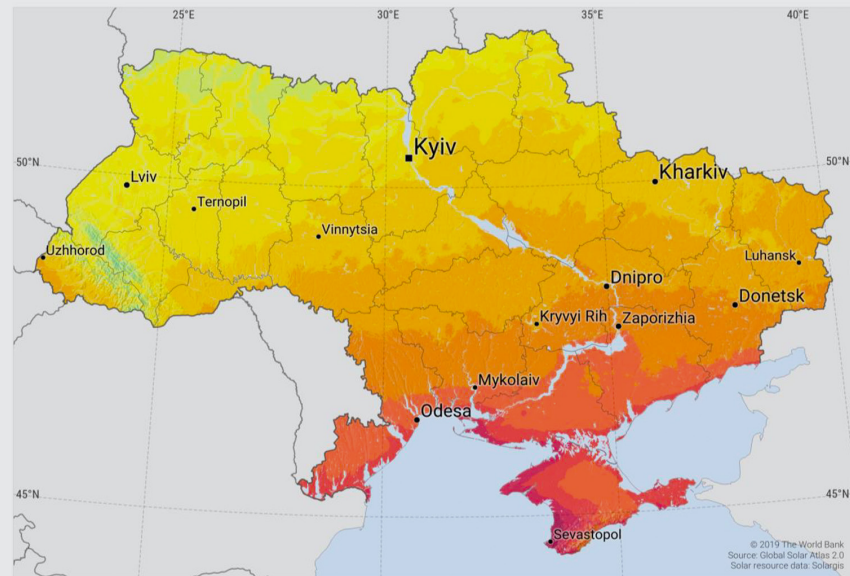 25°E
30°E
35°E
40°E
50°N
50°N
Kyiv
Kharkiv
Lviv
Ternopil
Vinnytsia
Uzhhorod
Luhansk
Dnipro
Donetsk
Kryvyi Rih
Zaporizhia
Mykolaiv
Odesa
45°N
45°N
Sevastopol
© 2019 The World Bank
Source: Global Solar Atlas 2.0
Solar resource data: Solargis